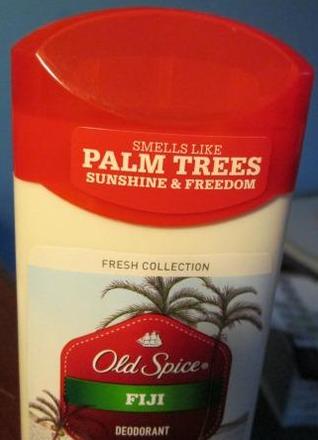 SMELLS LIKE
PALM TREES
SUNSHINE & FREEDOM
FRESH COLLECTION
Old Spice®
FIJI
DEODORANT